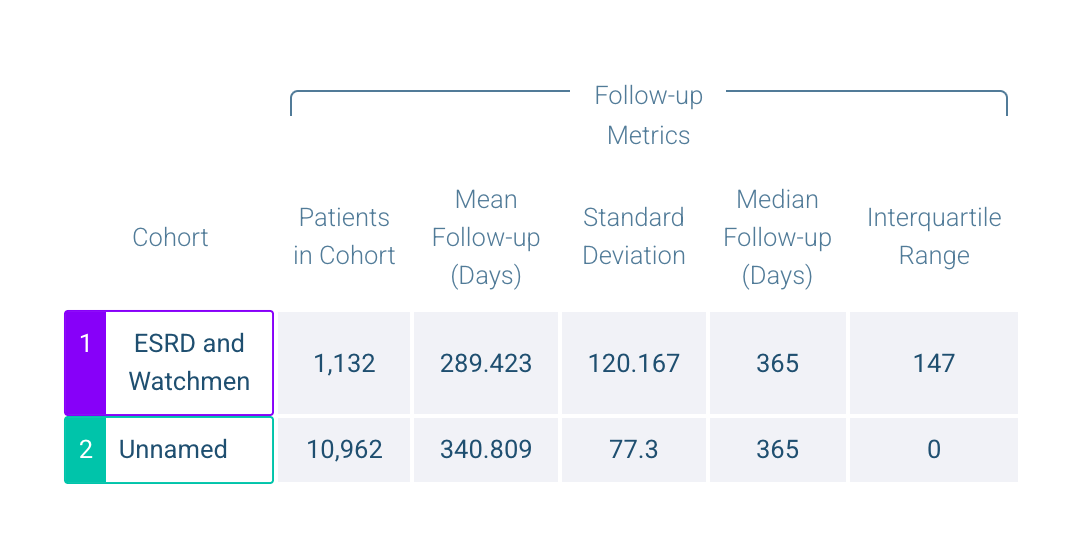 Follow-up
Metrics
Cohort
Patients
in Cohort
Mean
Follow-up
(Days)
Standard
Deviation
Median
Follow-up
(Days)
Interquartile
Range
1 ESRD and
Watchmen
1,132 289.423 120.167 365 147
2 Unnamed 10,962 340.809 77.3 365 0